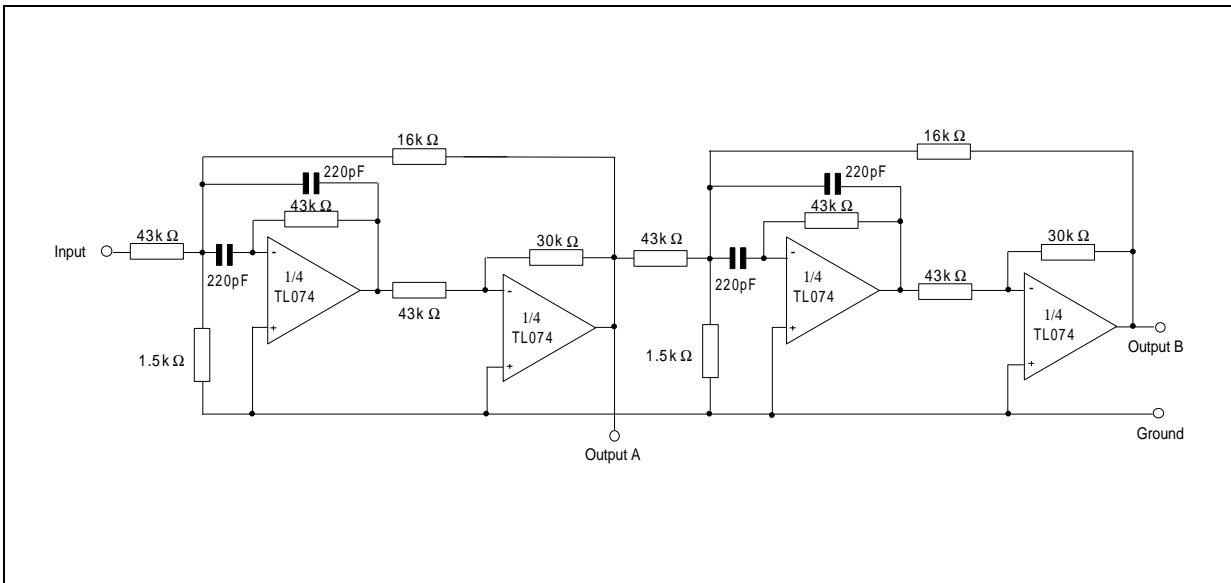 16k Ω
16k Ω
220pF
220pF
43k Ω
43k Ω
Input
43k Ω
30k Ω
43k Ω
30k Ω
-
-
220pF
1/4
TL074
-
220pF
1/4
TL074
-
43k Ω
43k Ω
1/4
TL074
1/4
TL074
+
+
1.5k Ω
1.5k Ω
Output B
+
+
Output A
Ground